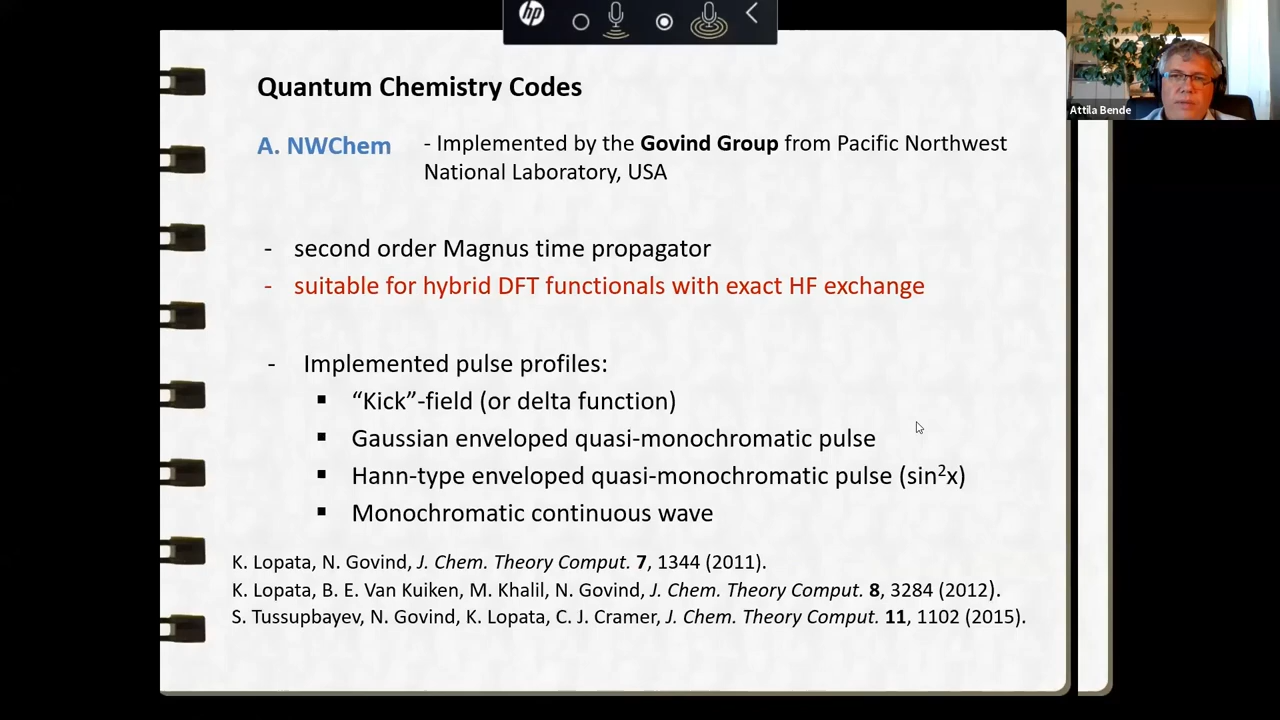 hp
Quantum Chemistry Codes
Attila Bende
A. NWChem
- Implemented by the Govind Group from Pacific Northwest
National Laboratory, USA
- second order Magnus time propagator
- suitable for hybrid DFT functionals with exact HF exchange
- Implemented pulse profiles:
▪ “Kick”-field (or delta function)
▪ Gaussian enveloped quasi-monochromatic pulse
▪ Hann-type enveloped quasi-monochromatic pulse (sin²x)
▪ Monochromatic continuous wave
K. Lopata, N. Govind, J. Chem. Theory Comput. 7, 1344 (2011).
K. Lopata, B. E. Van Kuiken, M. Khalil, N. Govind, J. Chem. Theory Comput. 8, 3284 (2012).
S. Tussupbayev, N. Govind, K. Lopata, C. J. Cramer, J. Chem. Theory Comput. 11, 1102 (2015).